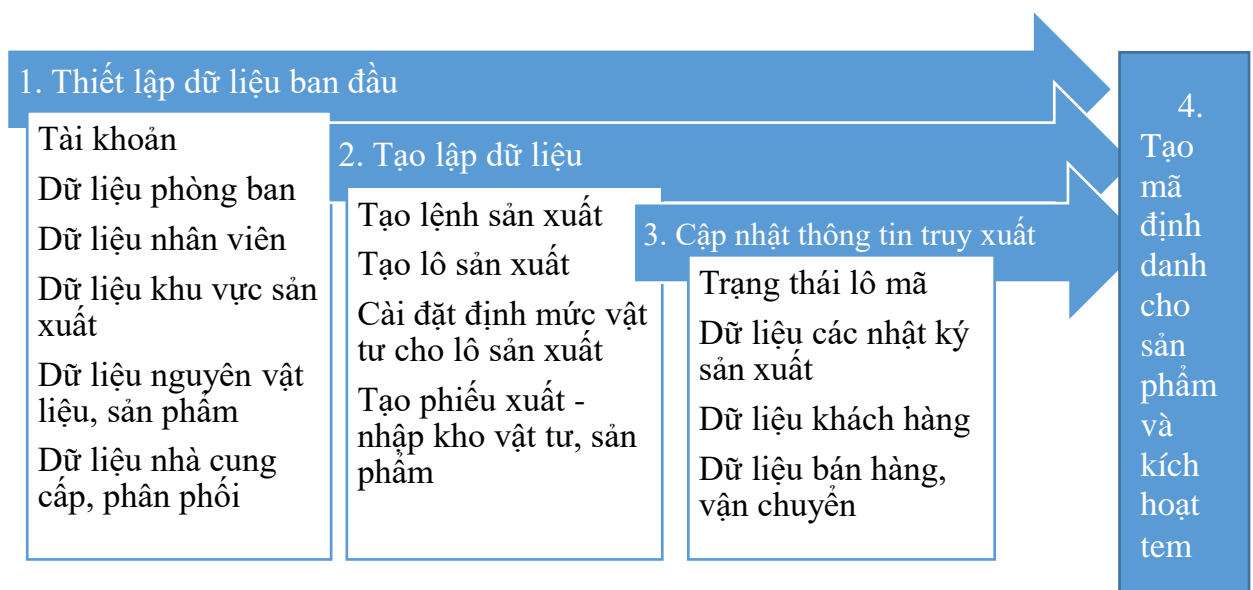 1. Thiết lập dữ liệu ban đầu
Tài khoản
Dữ liệu phòng ban
Dữ liệu nhân viên
Dữ liệu khu vực sản
xuất
Dữ liệu nguyên vật
liệu, sản phẩm
Dữ liệu nhà cung
cấp, phân phối
2. Tạo lập dữ liệu
Tạo lệnh sản xuất
Tạo lô sản xuất
Cài đặt định mức vật
tư cho lô sản xuất
Tạo phiếu xuất -
nhập kho vật tư, sản
phẩm
3. Cập nhật thông tin truy xuất
Trạng thái lô mã
Dữ liệu các nhật ký
sản xuất
Dữ liệu khách hàng
Dữ liệu bán hàng,
vận chuyển
4.
Tạo
mã
định
danh
cho
sản
phẩm
và
kích
hoạt
tem